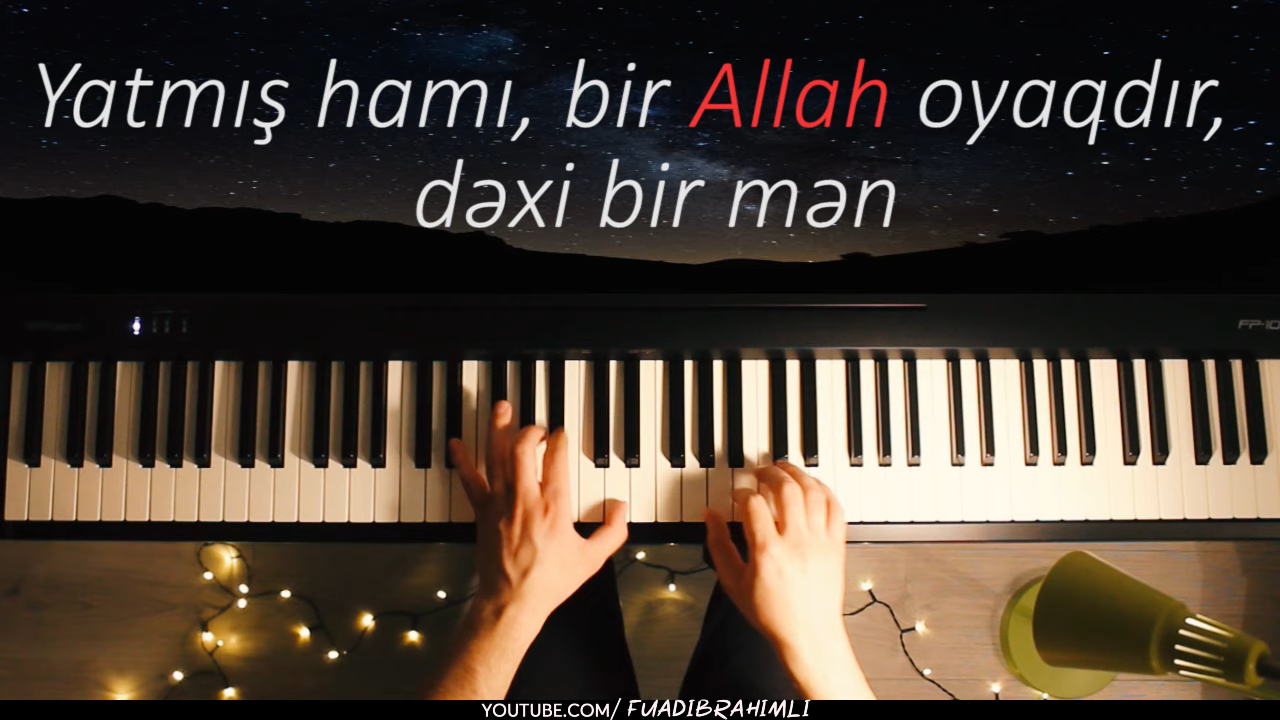 Yatmış hamı, bir Allah oyaqdır,
dəxi bir mən
YOUTUBE.COM/ FUADIBRAHIMLI